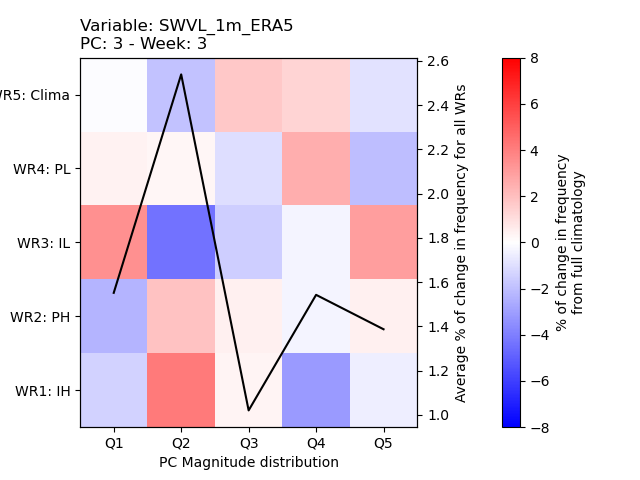 Variable: SWVL_1m_ERA5
PC: 3 - Week: 3
WR5: Clima
WR4: PL
WR3: IL
WR2: PH
WR1: IH
Q1 Q2 Q3 Q4 Q5
PC Magnitude distribution
2.6
2.4
2.2
2.0
1.8
1.6
1.4
1.2
1.0
Average % of change in frequency for all WRs
8
6
4
2
0
−2
−4
−6
−8
% of change in frequency
from full climatology